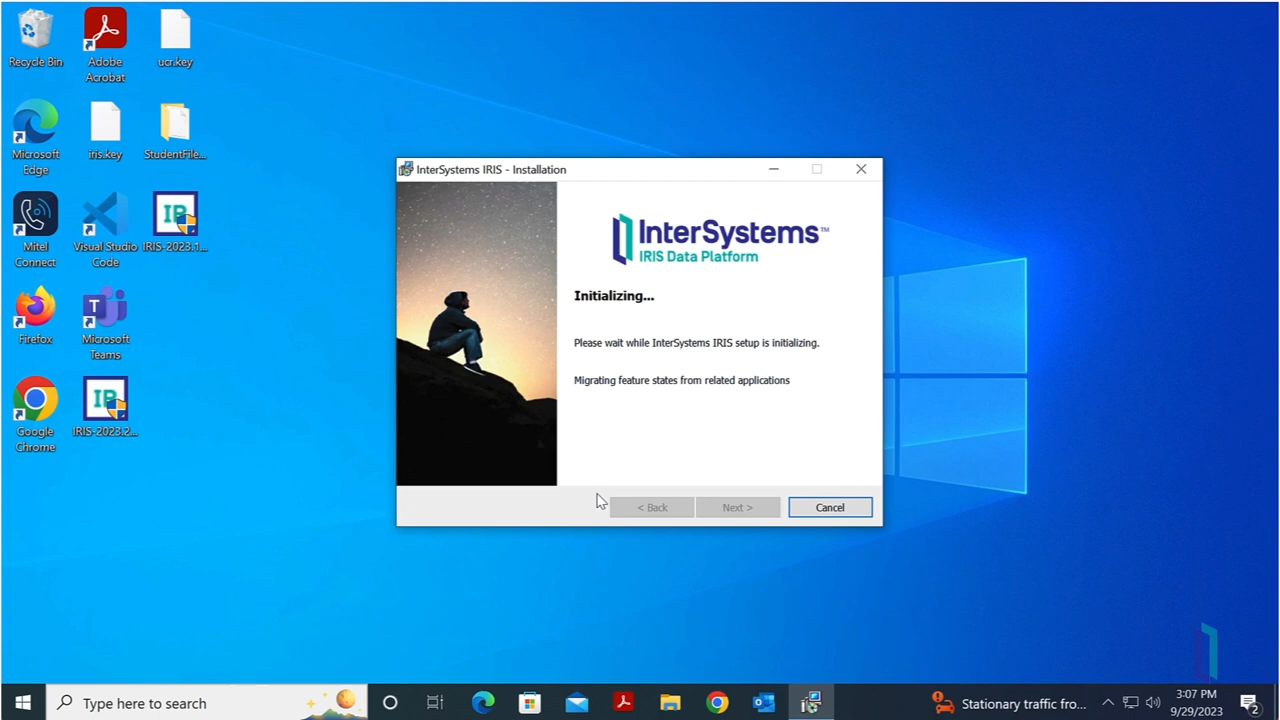 Recycle Bin
Adobe
Acrobat
ucr.key
Microsoft
Edge
iris.key
StudentFile...
Mitel
Connect
Visual Studio
Code
IRIS-2023.1...
Firefox
Microsoft
Teams
Google
Chrome
IRIS-2023.2...
InterSystems IRIS - Installation
InterSystems™
IRIS Data Platform
Initializing...
Please wait while InterSystems IRIS setup is initializing.
Migrating feature states from related applications
< Back
Next >
Cancel
Type here to search
Stationary traffic fro...
3:07 PM
9/29/2023
2